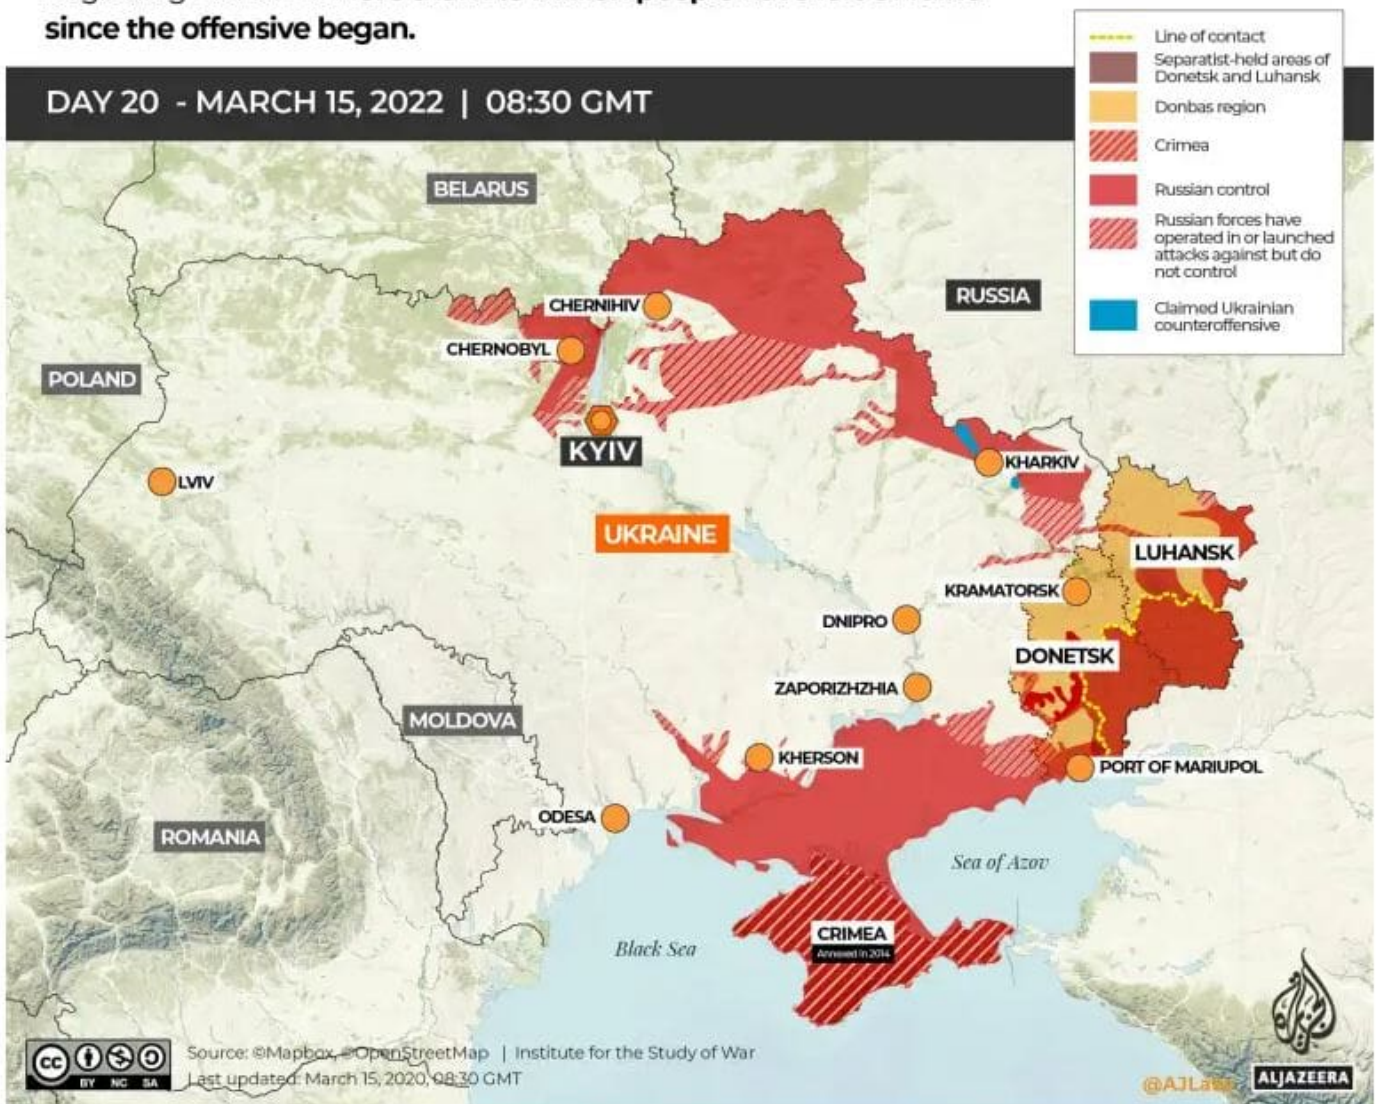 since the offensive began.
DAY 20 - MARCH 15, 2022 | 08:30 GMT
Line of contact
Separatist-held areas of
Donetsk and Luhansk
Donbas region
Crimea
Russian control
Russian forces have
operated in or launched
attacks against but do
not control
Claimed Ukrainian
counteroffensive
BELARUS
RUSSIA
CHERNIHIV
CHERNOBYL
POLAND
KYIV
KHARKIV
LVIV
UKRAINE
LUHANSK
KRAMATORSK
DNIPRO
DONETSK
ZAPORIZHZHIA
MOLDOVA
KHERSON
PORT OF MARIUPOL
ODESA
ROMANIA
Sea of Azov
CRIMEA
Annexed in 2014
Black Sea
cc BY NC SA
Source: ©Mapbox, ©OpenStreetMap | Institute for the Study of War
Last updated: March 15, 2020, 08:30 GMT
ALJAZEERA